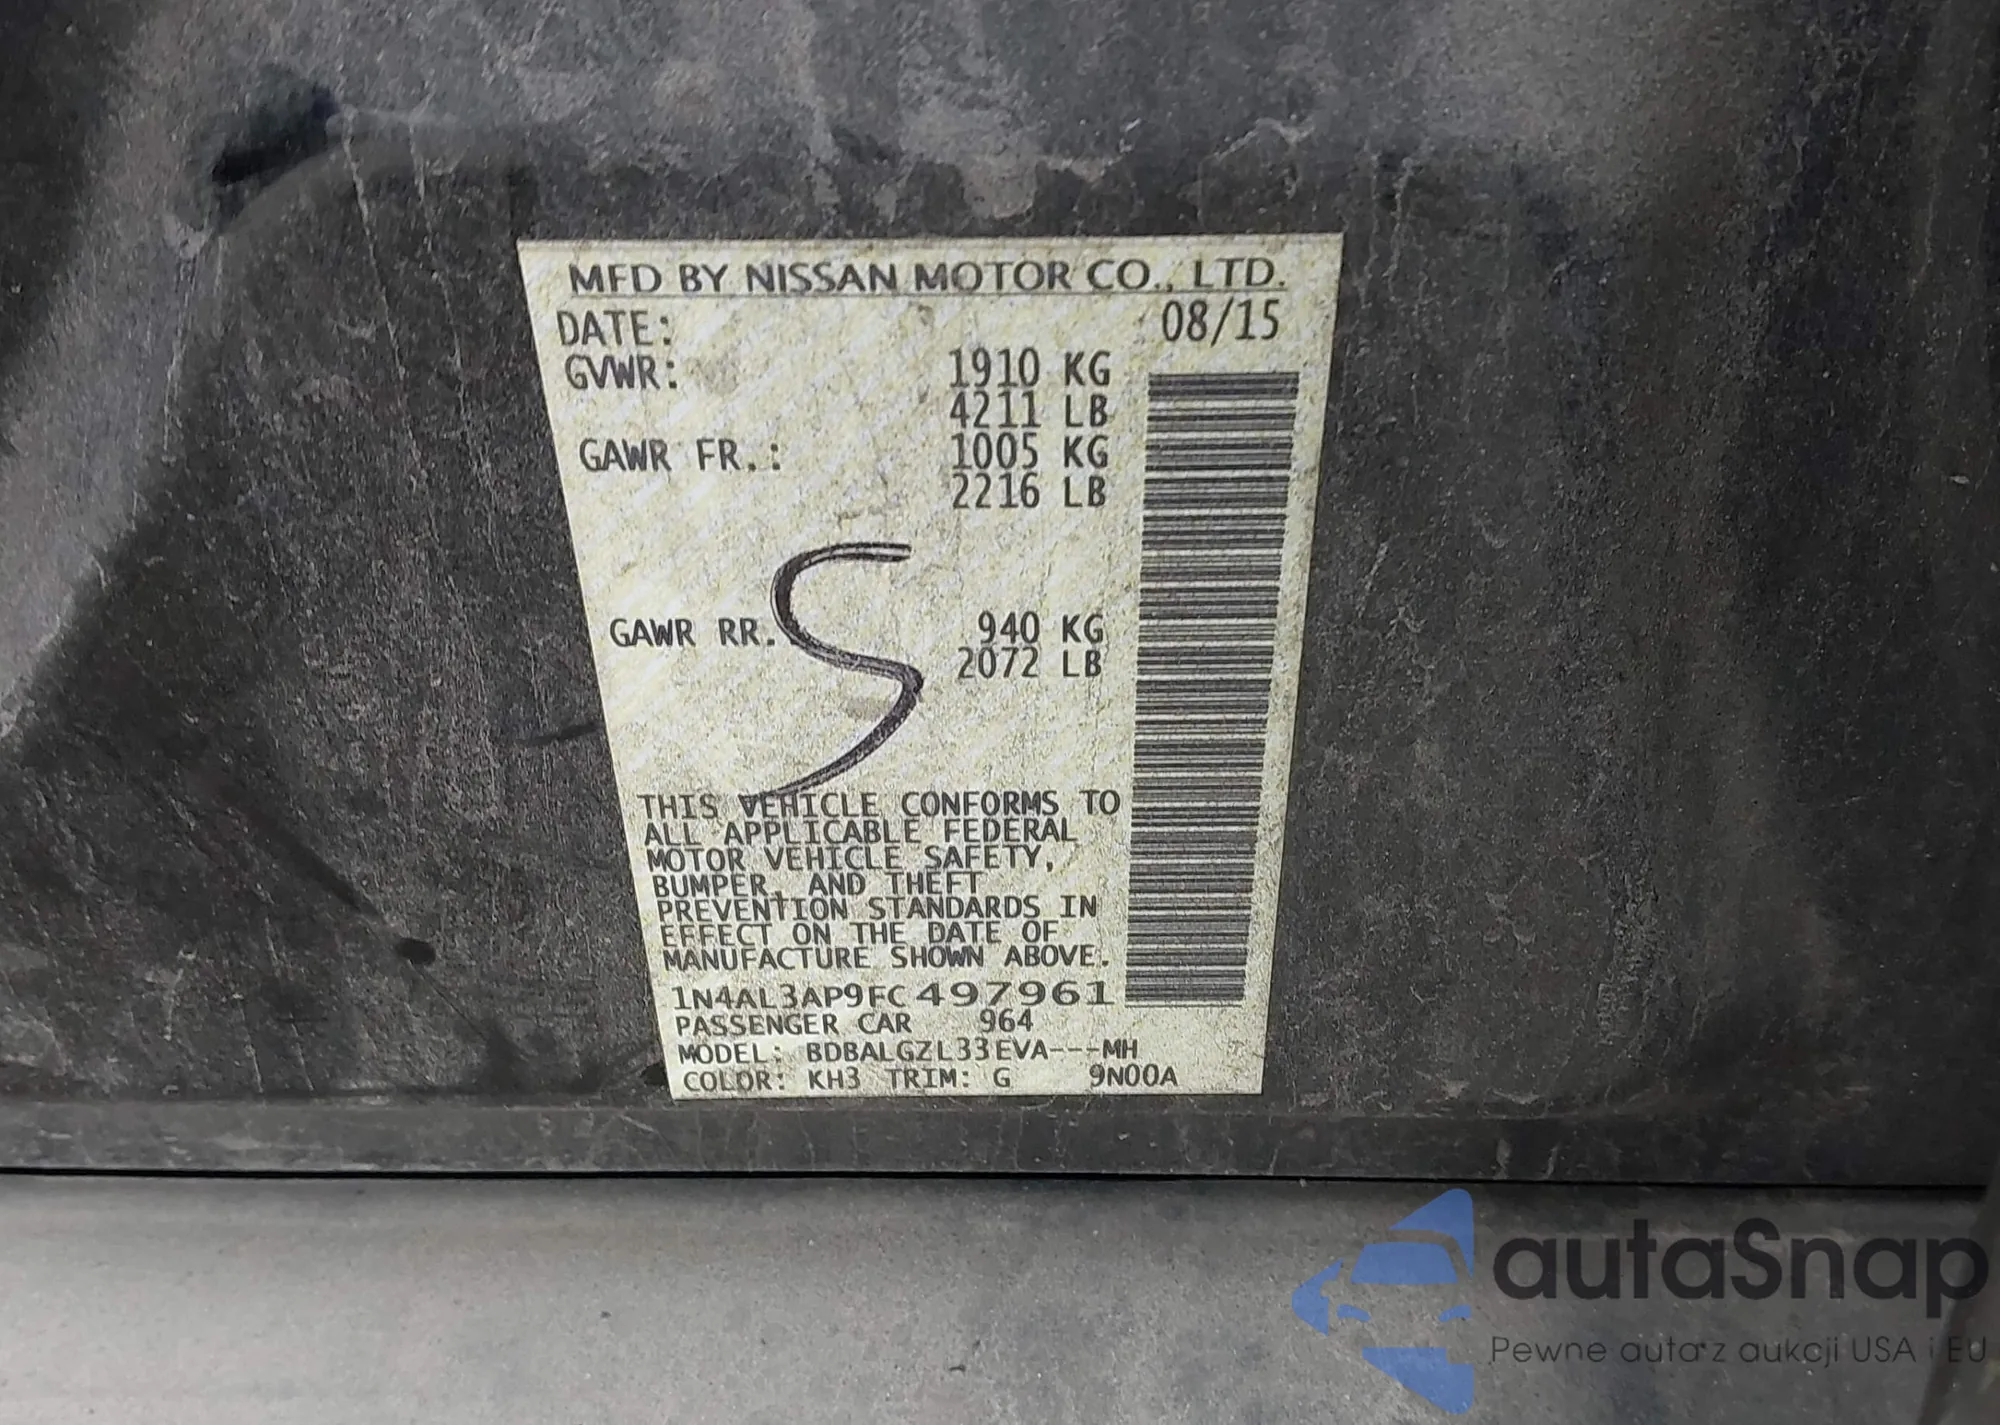 MFD BY NISSAN MOTOR CO., LTD.
DATE: 08/15
GVWR: 1910 KG
4211 LB
GAWR FR.: 1005 KG
2216 LB
S
GAWR RR. 940 KG
2072 LB
THIS VEHICLE CONFORMS TO
ALL APPLICABLE FEDERAL
MOTOR VEHICLE SAFETY,
BUMPER, AND THEFT
PREVENTION STANDARDS IN
EFFECT ON THE DATE OF
MANUFACTURE SHOWN ABOVE.
1N4AL3AP9FC497961
PASSENGER CAR 964
MODEL: BDBALGZL33EVA---MH
COLOR: KH3 TRIM: G 9N00A
autaSnap
Pewne auta z aukcji USA i EU